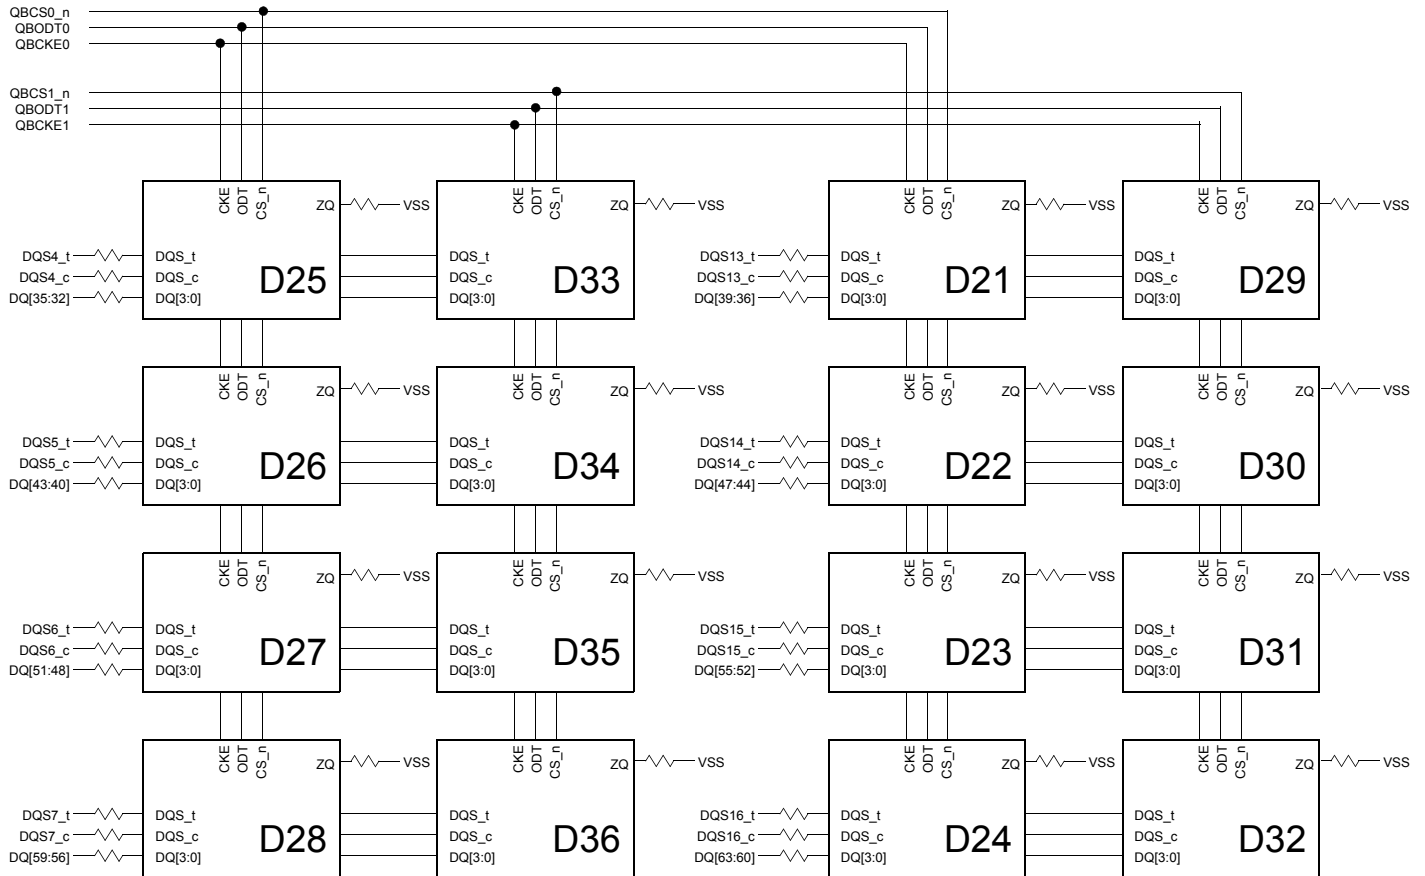 QBCS0_n
QBODT0
QBCKE0
QBCS1_n
QBODT1
QBCKE1
CKE ODT CS_n ZQ VSS CKE ODT CS_n ZQ VSS CKE ODT CS_n ZQ VSS CKE ODT CS_n ZQ VSS
DQS4_t DQS_t DQS_t DQS13_t DQS_t DQS_t
DQS4_c DQS_c D25 DQS_c D33 DQS13_c DQS_c D21 DQS_c D29
DQ[35:32] DQ[3:0] DQ[3:0] DQ[39:36] DQ[3:0] DQ[3:0]
CKE ODT CS_n ZQ VSS CKE ODT CS_n ZQ VSS CKE ODT CS_n ZQ VSS CKE ODT CS_n ZQ VSS
DQS5_t DQS_t DQS_t DQS14_t DQS_t DQS_t
DQS5_c DQS_c D26 DQS_c D34 DQS14_c DQS_c D22 DQS_c D30
DQ[43:40] DQ[3:0] DQ[3:0] DQ[47:44] DQ[3:0] DQ[3:0]
CKE ODT CS_n ZQ VSS CKE ODT CS_n ZQ VSS CKE ODT CS_n ZQ VSS CKE ODT CS_n ZQ VSS
DQS6_t DQS_t DQS_t DQS15_t DQS_t DQS_t
DQS6_c DQS_c D27 DQS_c D35 DQS15_c DQS_c D23 DQS_c D31
DQ[51:48] DQ[3:0] DQ[3:0] DQ[55:52] DQ[3:0] DQ[3:0]
CKE ODT CS_n ZQ VSS CKE ODT CS_n ZQ VSS CKE ODT CS_n ZQ VSS CKE ODT CS_n ZQ VSS
DQS7_t DQS_t DQS_t DQS16_t DQS_t DQS_t
DQS7_c DQS_c D28 DQS_c D36 DQS16_c DQS_c D24 DQS_c D32
DQ[59:56] DQ[3:0] DQ[3:0] DQ[63:60] DQ[3:0] DQ[3:0]